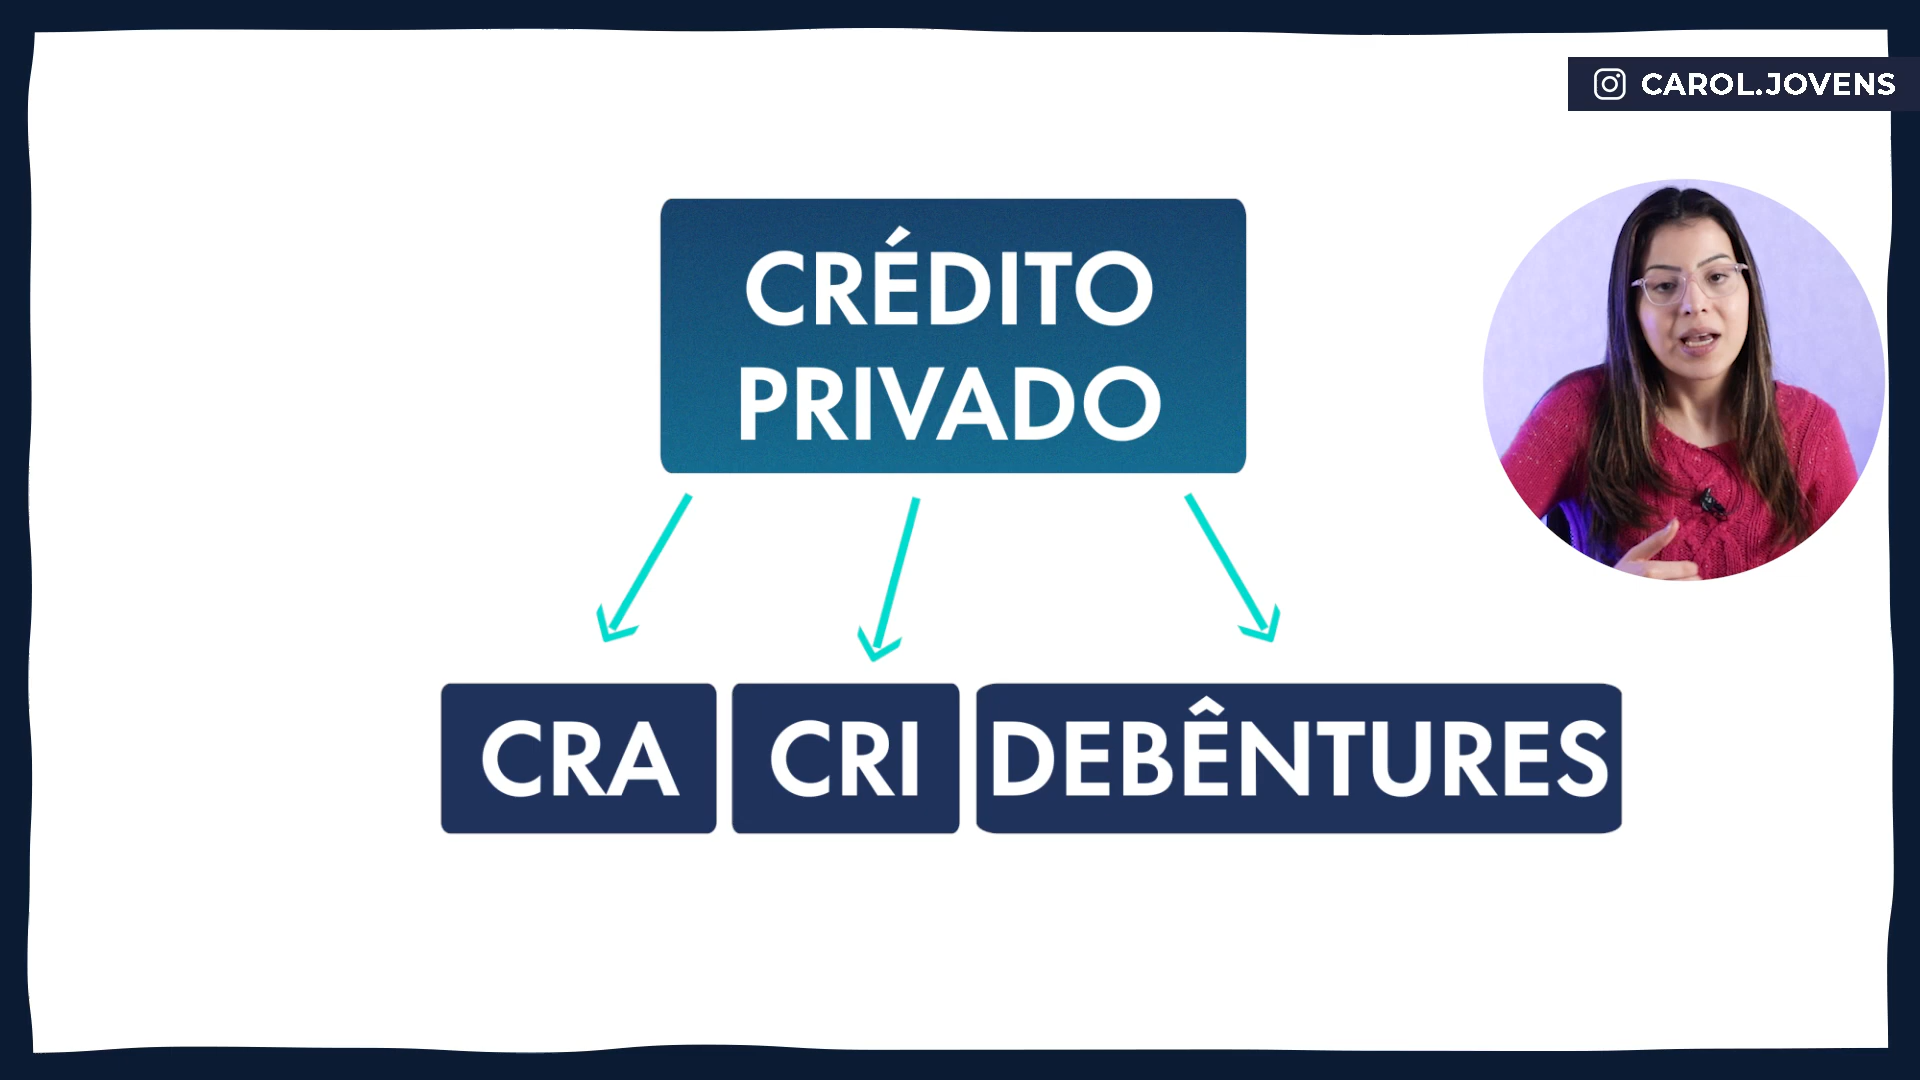 CAROL.JOVENS
CRÉDITO
PRIVADO
CRA
CRI
DEBÊNTURES